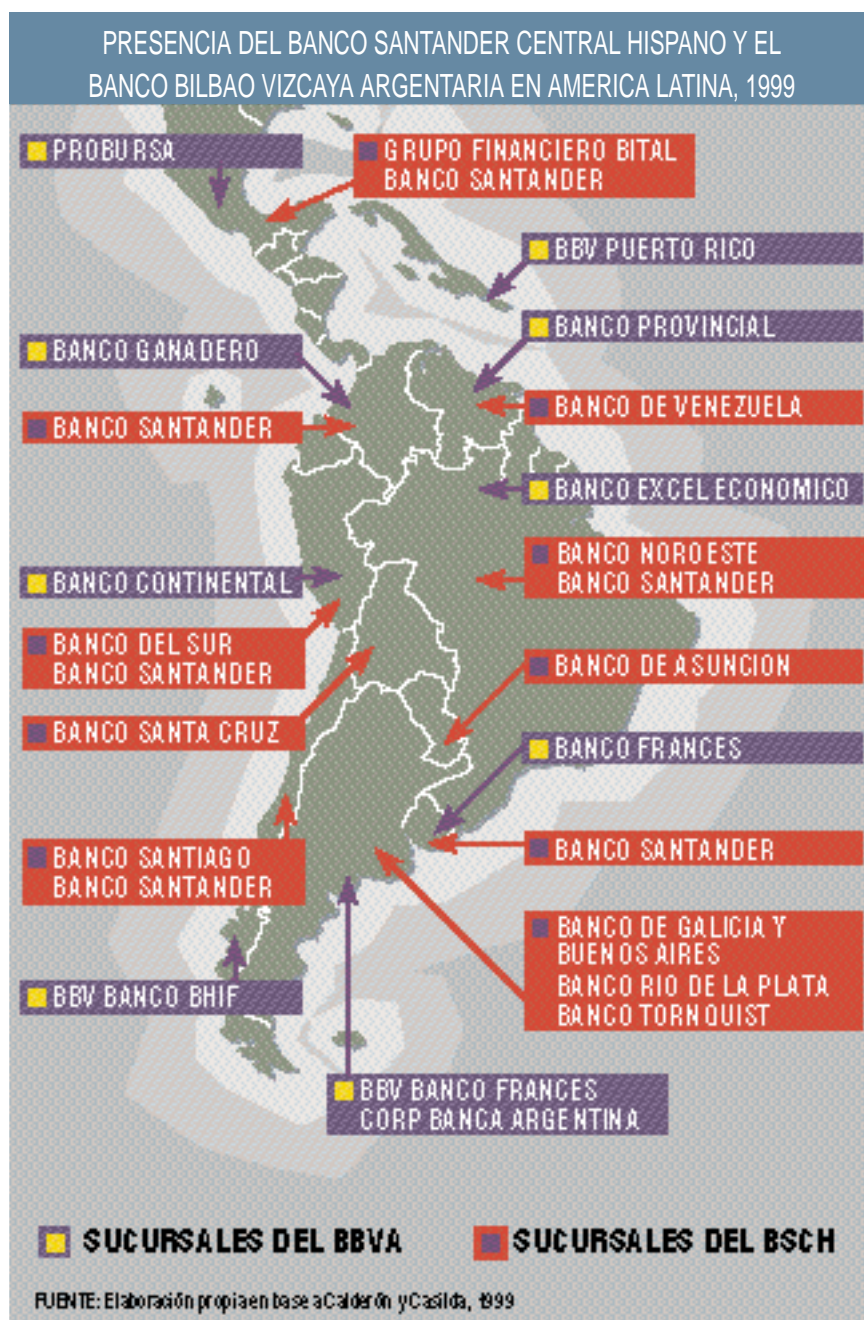 PRESENCIA DEL BANCO SANTANDER CENTRAL HISPANO Y EL
BANCO BILBAO VIZCAYA ARGENTARIA EN AMERICA LATINA, 1999
PROBURSA
GRUPO FINANCIERO BITAL
BANCO SANTANDER
BBV PUERTO RICO
BANCO PROVINCIAL
BANCO GANADERO
BANCO DE VENEZUELA
BANCO SANTANDER
BANCO EXCEL ECONOMICO
BANCO NOROESTE
BANCO SANTANDER
BANCO CONTINENTAL
BANCO DEL SUR
BANCO SANTANDER
BANCO DE ASUNCION
BANCO SANTA CRUZ
BANCO FRANCES
BANCO SANTIAGO
BANCO SANTANDER
BANCO SANTANDER
BANCO DE GALICIA Y
BUENOS AIRES
BANCO RIO DE LA PLATA
BANCO TORNQUIST
BBV BANCO BHIF
BBV BANCO FRANCES
CORP BANCA ARGENTINA
SUCURSALES DEL BBVA
SUCURSALES DEL BSCH
FUENTE: Elaboración propia en base a Calderón y Casilda, 1999